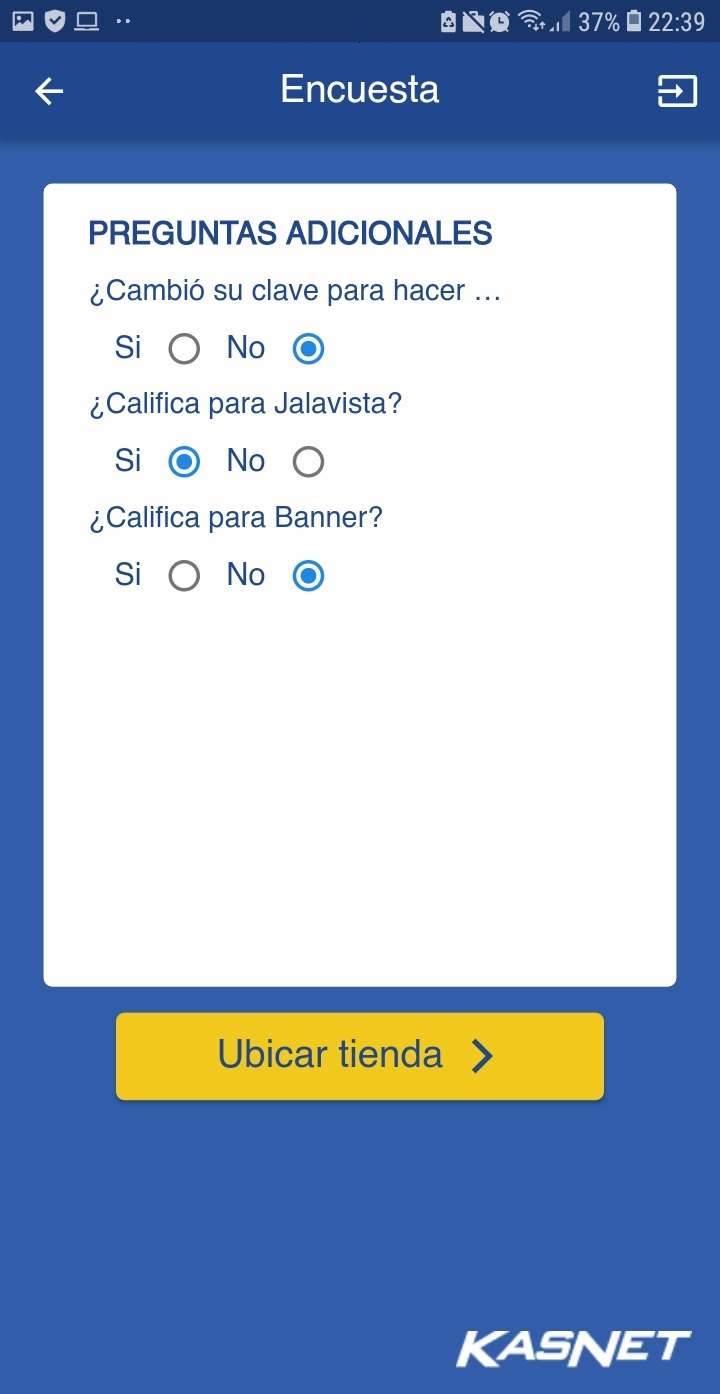 37% 22:39
Encuesta
PREGUNTAS ADICIONALES
¿Cambió su clave para hacer ...
Si No
¿Califica para Jalavista?
Si No
¿Califica para Banner?
Si No
Ubicar tienda
KASNET